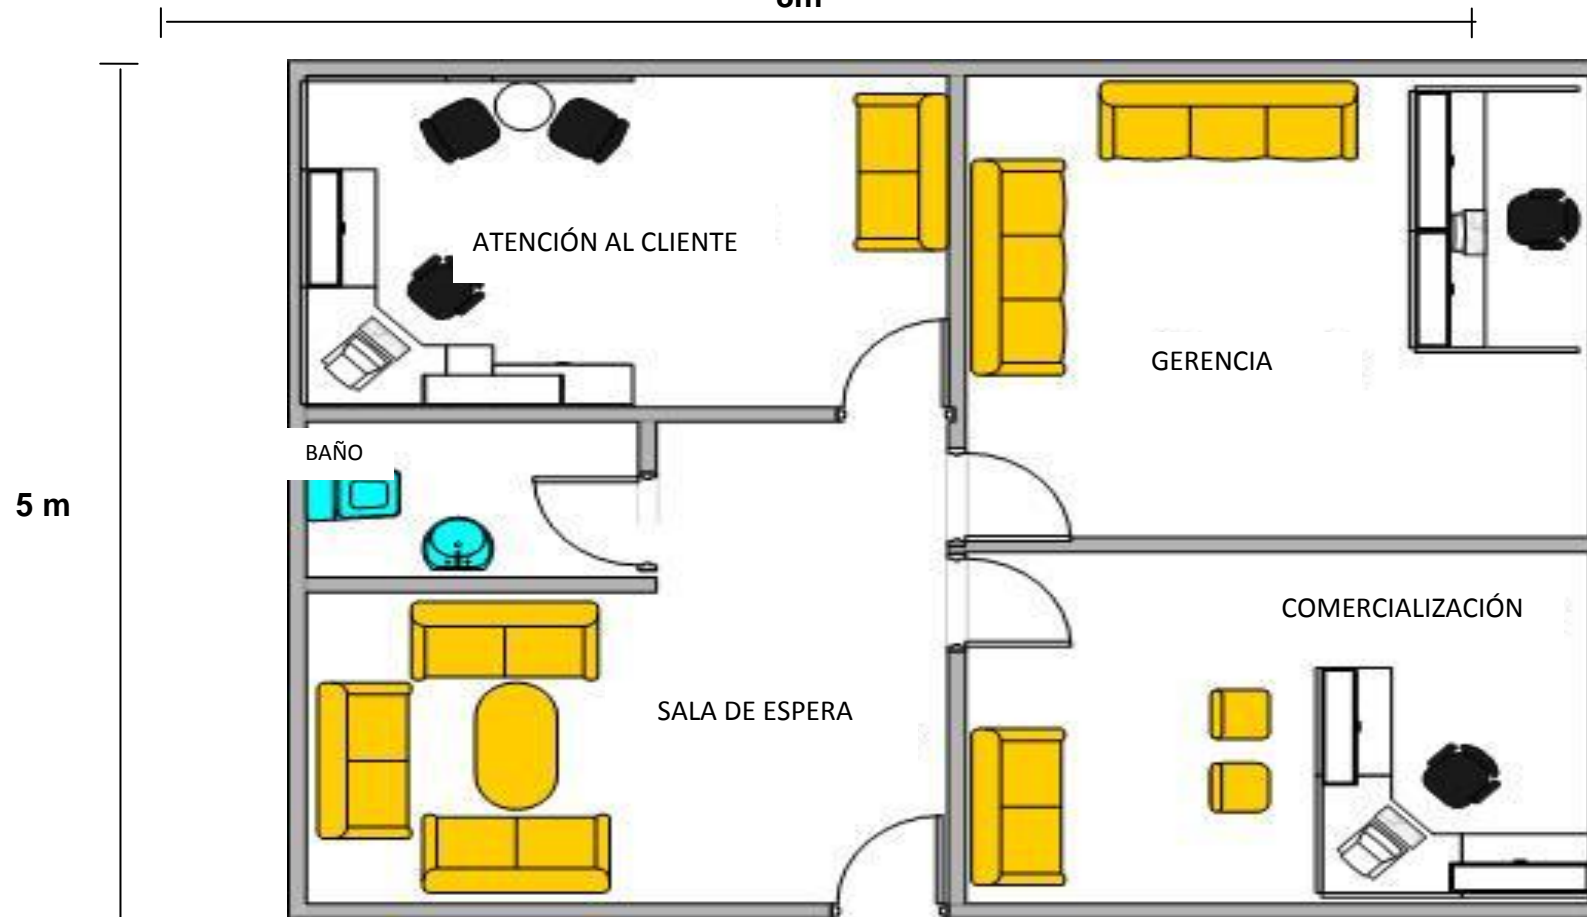 ATENCIÓN AL CLIENTE
GERENCIA
BAÑO
5 m
COMERCIALIZACIÓN
SALA DE ESPERA